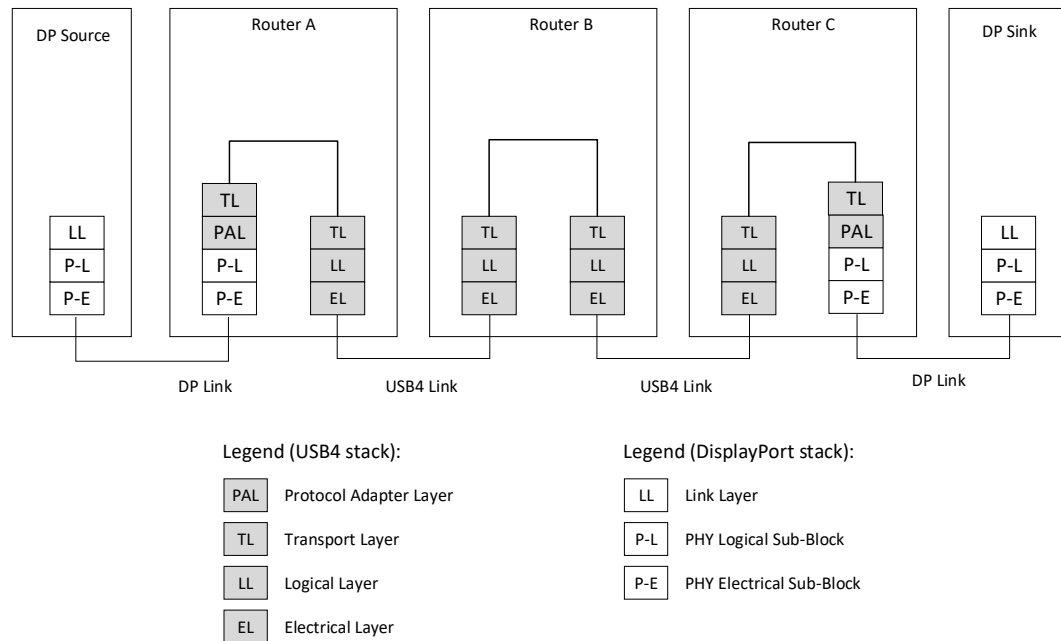 DP Source
Router A
Router B
Router C
DP Sink
TL
TL
LL
PAL
TL
TL
TL
TL
PAL
LL
P-L
P-L
LL
LL
LL
LL
P-L
P-L
P-E
P-E
EL
EL
EL
EL
P-E
P-E
DP Link
USB4 Link
USB4 Link
DP Link
Legend (USB4 stack):
Legend (DisplayPort stack):
PAL Protocol Adapter Layer
LL Link Layer
TL Transport Layer
P-L PHY Logical Sub-Block
LL Logical Layer
P-E PHY Electrical Sub-Block
EL Electrical Layer